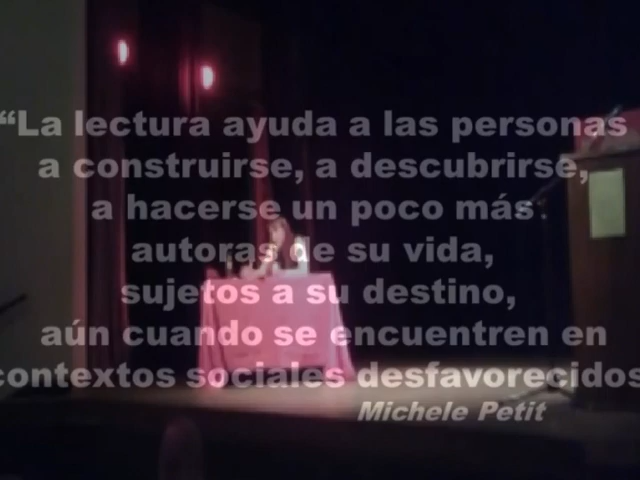 “La lectura ayuda a las personas
a construirse, a descubrirse,
a hacerse un poco más
autoras de su vida,
sujetos a su destino,
aún cuando se encuentren en
contextos sociales desfavorecidos
Michele Petit